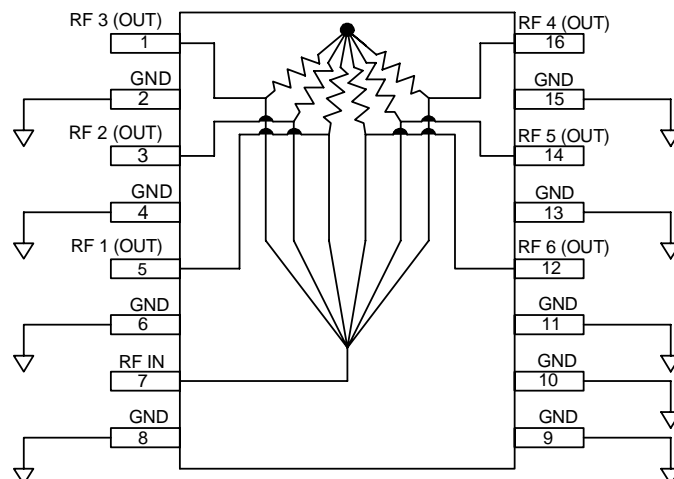 RF 3 (OUT)
1
GND
2
RF 2 (OUT)
3
GND
4
RF 1 (OUT)
5
GND
6
RF IN
7
GND
8
RF 4 (OUT)
16
GND
15
RF 5 (OUT)
14
GND
13
RF 6 (OUT)
12
GND
11
GND
10
GND
9